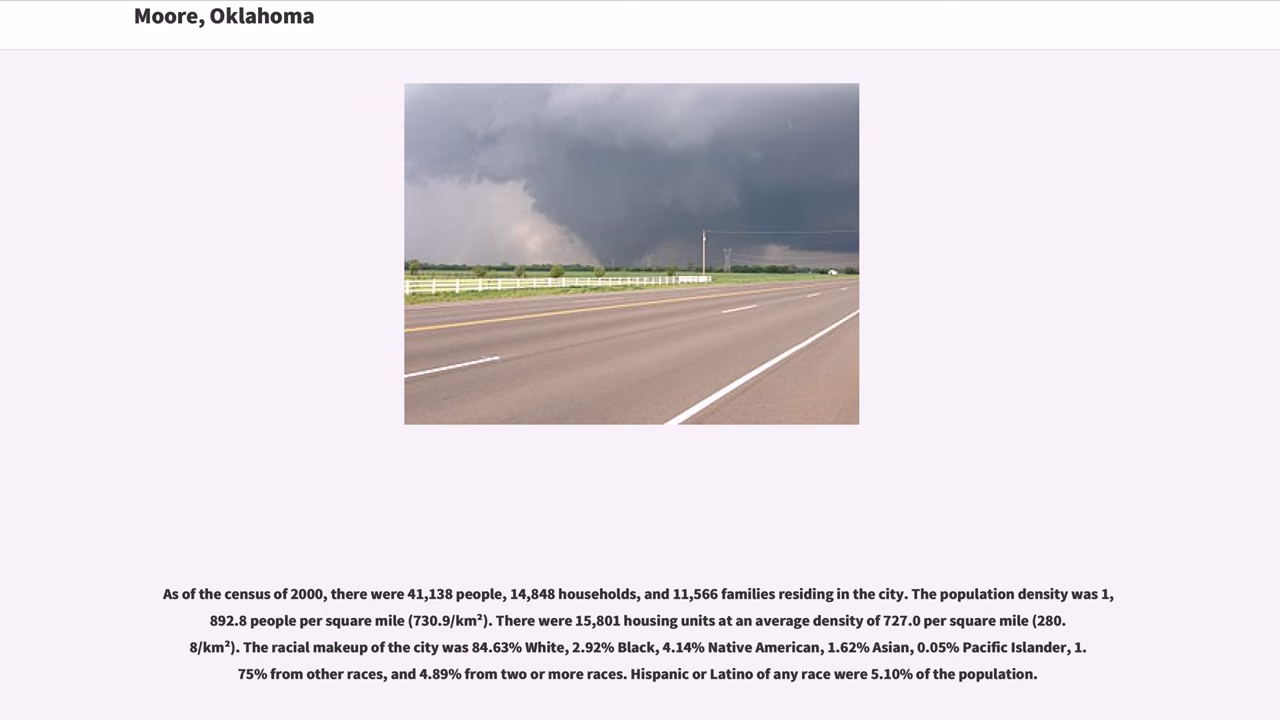 Moore, Oklahoma
As of the census of 2000, there were 41,138 people, 14,848 households, and 11,566 families residing in the city. The population density was 1,
892.8 people per square mile (730.9/km²). There were 15,801 housing units at an average density of 727.0 per square mile (280.
8/km²). The racial makeup of the city was 84.63% White, 2.92% Black, 4.14% Native American, 1.62% Asian, 0.05% Pacific Islander, 1.
75% from other races, and 4.89% from two or more races. Hispanic or Latino of any race were 5.10% of the population.